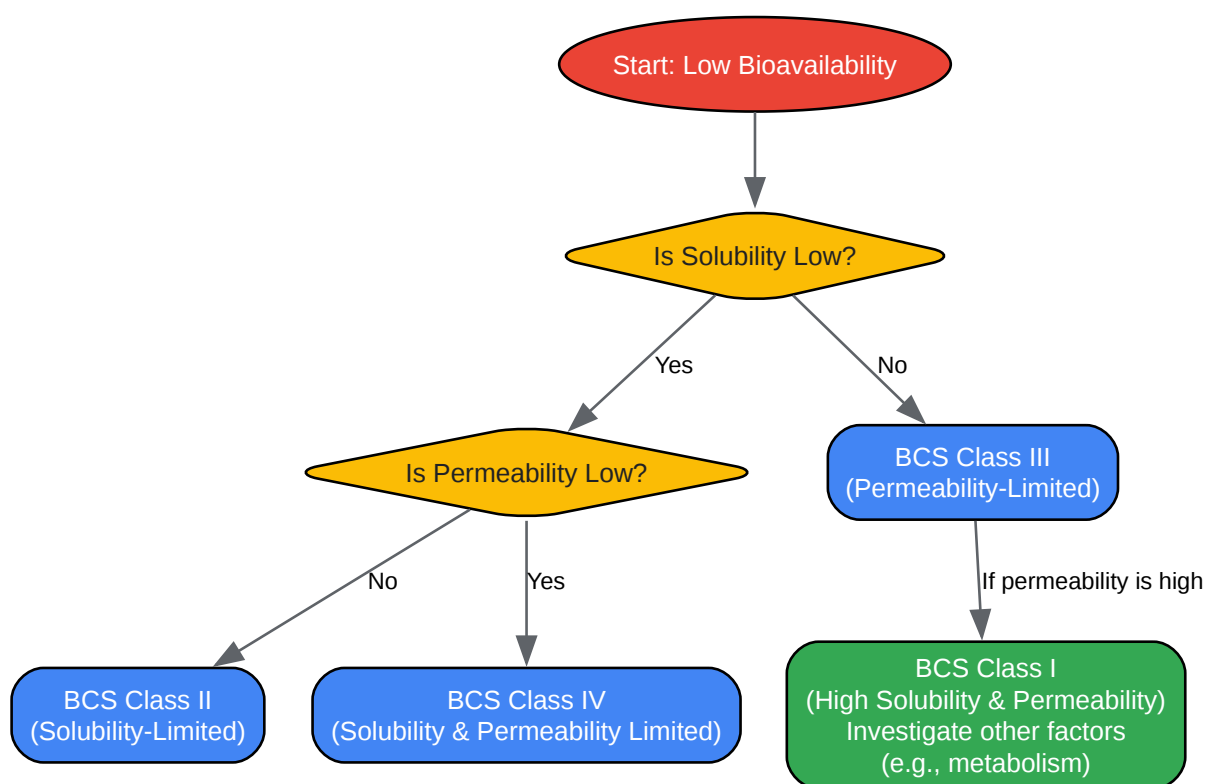 Start: Low Bioavailability
Is Solubility Low?
Yes
No
Is Permeability Low?
BCS Class III
(Permeability-Limited)
No
Yes
If permeability is high
BCS Class II
(Solubility-Limited)
BCS Class IV
(Solubility & Permeability Limited)
BCS Class I
(High Solubility & Permeability)
Investigate other factors
(e.g., metabolism)